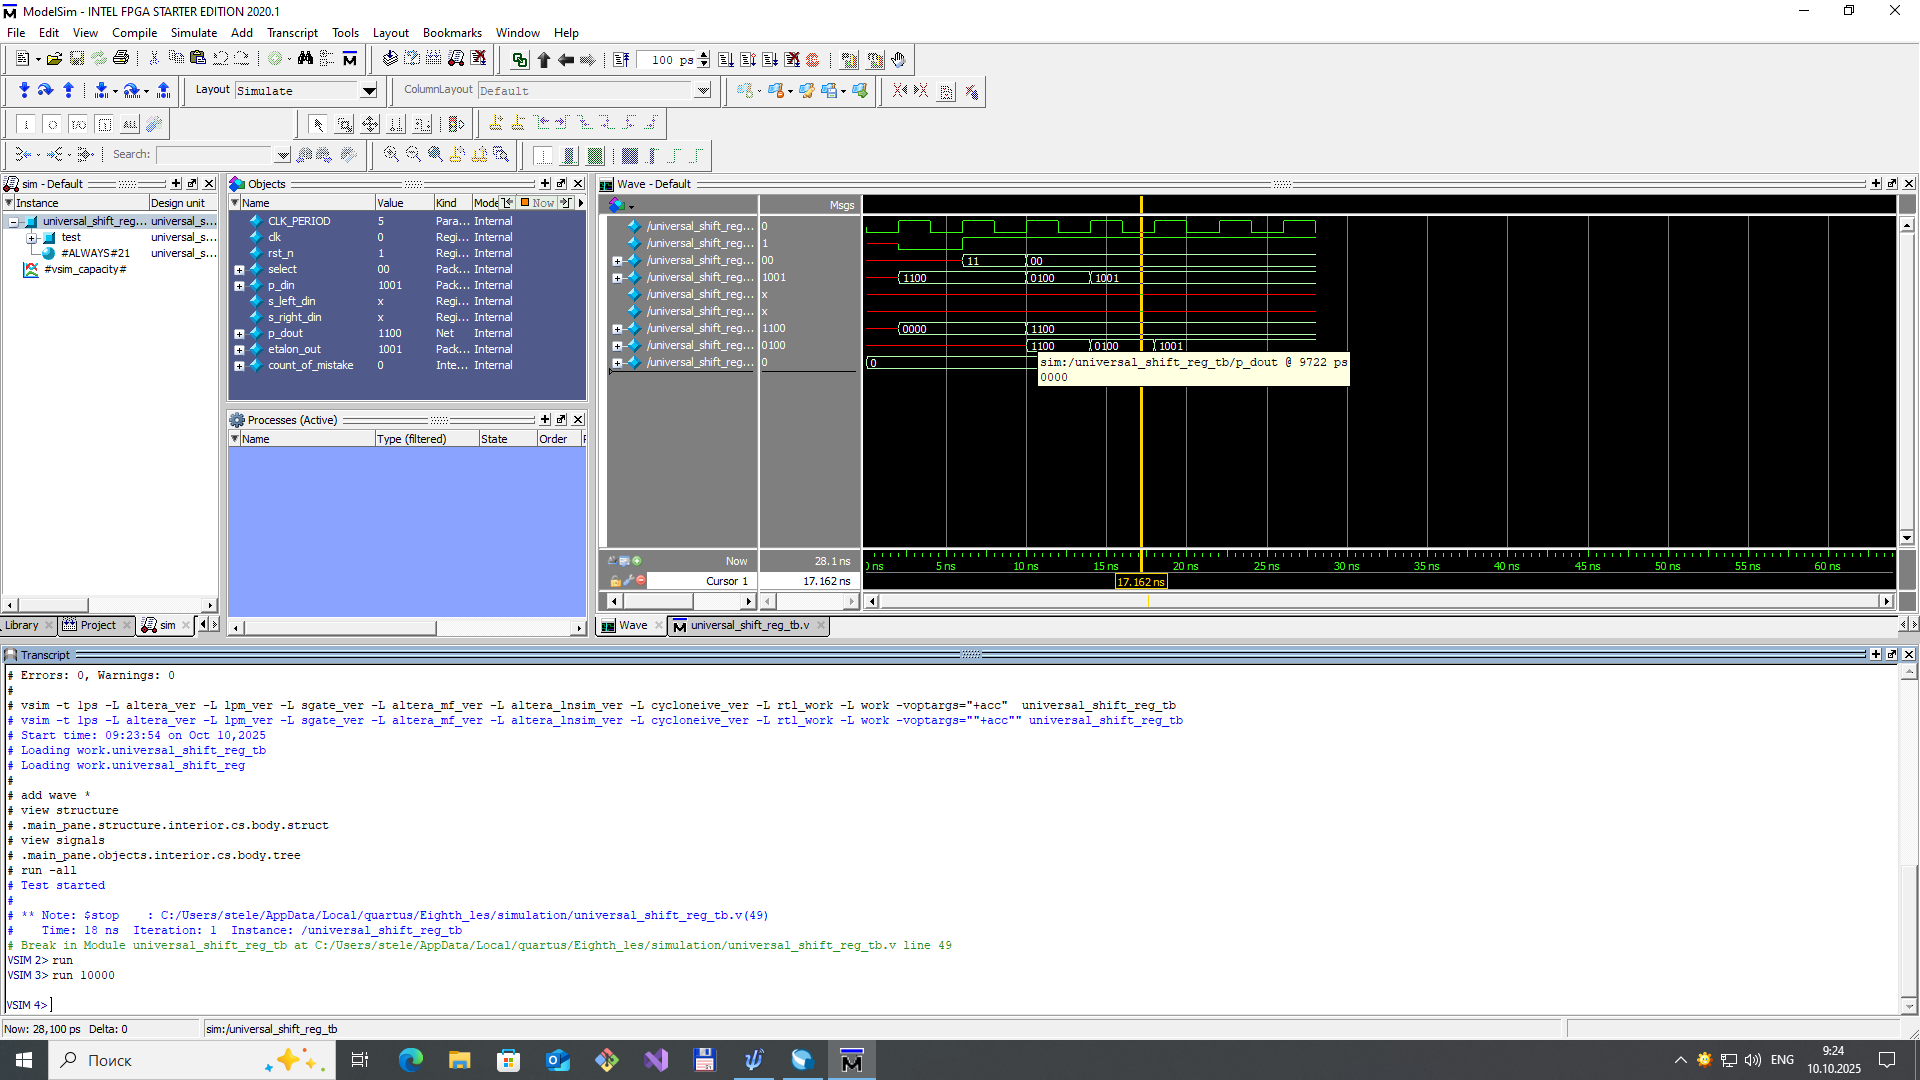 ModelSim - INTEL FPGA STARTER EDITION 2020.1
File Edit View Compile Simulate Add Transcript Tools Layout Bookmarks Window Help
100 ps
Layout Simulate ColumnLayout Default
Search:
sim - Default
Instance Design unit
universal_shift_reg... universal_s...
test universal_s...
#ALWAYS#21 universal_s...
#vsim_capacity#
Objects
Name Value Kind Mode Now
CLK_PERIOD 5 Para... Internal
clk 0 Regi... Internal
rst_n 1 Regi... Internal
select 00 Pack... Internal
p_din 1001 Pack... Internal
s_left_din x Regi... Internal
s_right_din x Regi... Internal
p_dout 1100 Net Internal
etalon_out 1001 Pack... Internal
count_of_mistake 0 Inte... Internal
Processes (Active)
Name Type (filtered) State Order
Wave - Default
Msgs
/universal_shift_reg... 0
/universal_shift_reg... 1
/universal_shift_reg... 00 11 00
/universal_shift_reg... 1001 1100 0100 1001
/universal_shift_reg... x
/universal_shift_reg... x
/universal_shift_reg... 1100 0000 1100
/universal_shift_reg... 0100 1100 0100 1001
/universal_shift_reg... 0 0
sim:/universal_shift_reg_tb/p_dout @ 9722 ps
0000
Now 28.1 ns
ns 5 ns 10 ns 15 ns 20 ns 25 ns 30 ns 35 ns 40 ns 45 ns 50 ns 55 ns 60 ns
Cursor 1 17.162 ns 17.162 ns
Library Project sim
Wave universal_shift_reg_tb.v
Transcript
# Errors: 0, Warnings: 0
#
# vsim -t 1ps -L altera_ver -L lpm_ver -L sgate_ver -L altera_mf_ver -L altera_lnsim_ver -L cycloneive_ver -L rtl_work -L work -voptargs="+acc" universal_shift_reg_tb
# vsim -t 1ps -L altera_ver -L lpm_ver -L sgate_ver -L altera_mf_ver -L altera_lnsim_ver -L cycloneive_ver -L rtl_work -L work -voptargs=""+acc"" universal_shift_reg_tb
# Start time: 09:23:54 on Oct 10,2025
# Loading work.universal_shift_reg_tb
# Loading work.universal_shift_reg
#
# add wave *
# view structure
# .main_pane.structure.interior.cs.body.struct
# view signals
# .main_pane.objects.interior.cs.body.tree
# run -all
# Test started
#
# ** Note: $stop : C:/Users/stele/AppData/Local/quartus/Eighth_les/simulation/universal_shift_reg_tb.v(49)
# Time: 18 ns Iteration: 1 Instance: /universal_shift_reg_tb
# Break in Module universal_shift_reg_tb at C:/Users/stele/AppData/Local/quartus/Eighth_les/simulation/universal_shift_reg_tb.v line 49
VSIM 2> run
VSIM 3> run 10000
VSIM 4>
Now: 28,100 ps Delta: 0 sim:/universal_shift_reg_tb
Поиск
ENG
9:24
10.10.2025